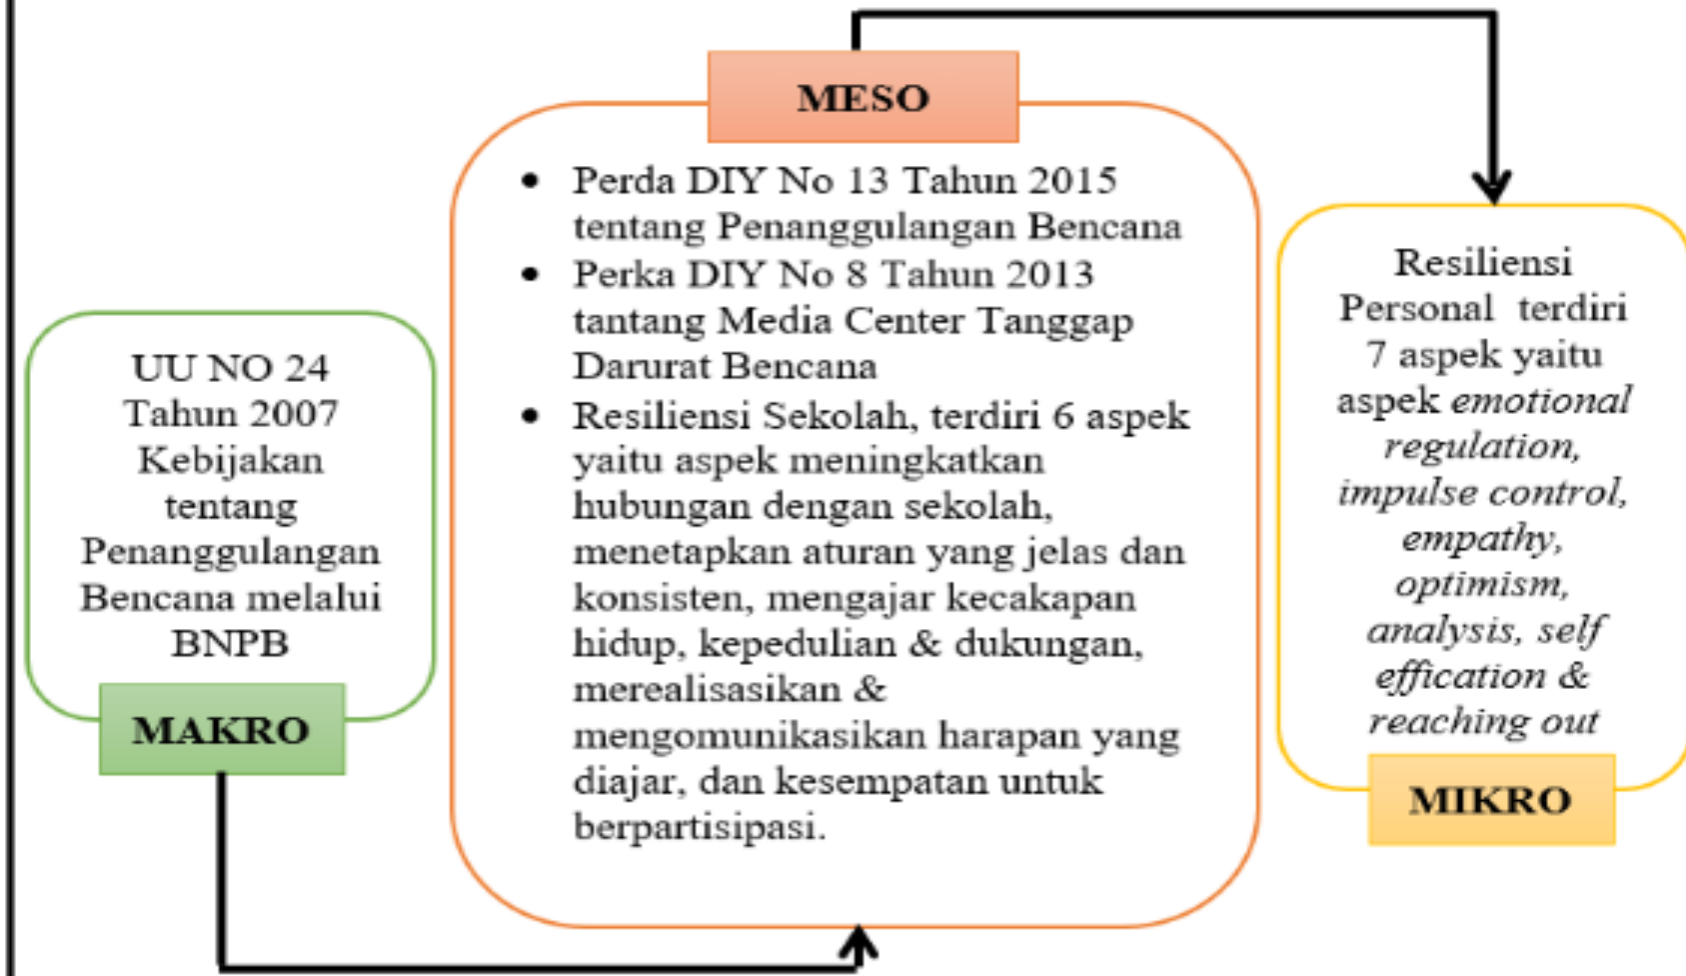 UU NO 24
Tahun 2007
Kebijakan
tentang
Penanggulangan
Bencana melalui
BNPB
MAKRO
MESO
• Perda DIY No 13 Tahun 2015
tentang Penanggulangan Bencana
• Perka DIY No 8 Tahun 2013
tantang Media Center Tanggap
Darurat Bencana
• Resiliensi Sekolah, terdiri 6 aspek
yaitu aspek meningkatkan
hubungan dengan sekolah,
menetapkan aturan yang jelas dan
konsisten, mengajar kecakapan
hidup, kepedulian & dukungan,
merealisasikan &
mengomunikasikan harapan yang
diajar, dan kesempatan untuk
berpartisipasi.
Resiliensi
Personal terdiri
7 aspek yaitu
aspek emotional
regulation,
impulse control,
empathy,
optimism,
analysis, self
effication &
reaching out
MIKRO